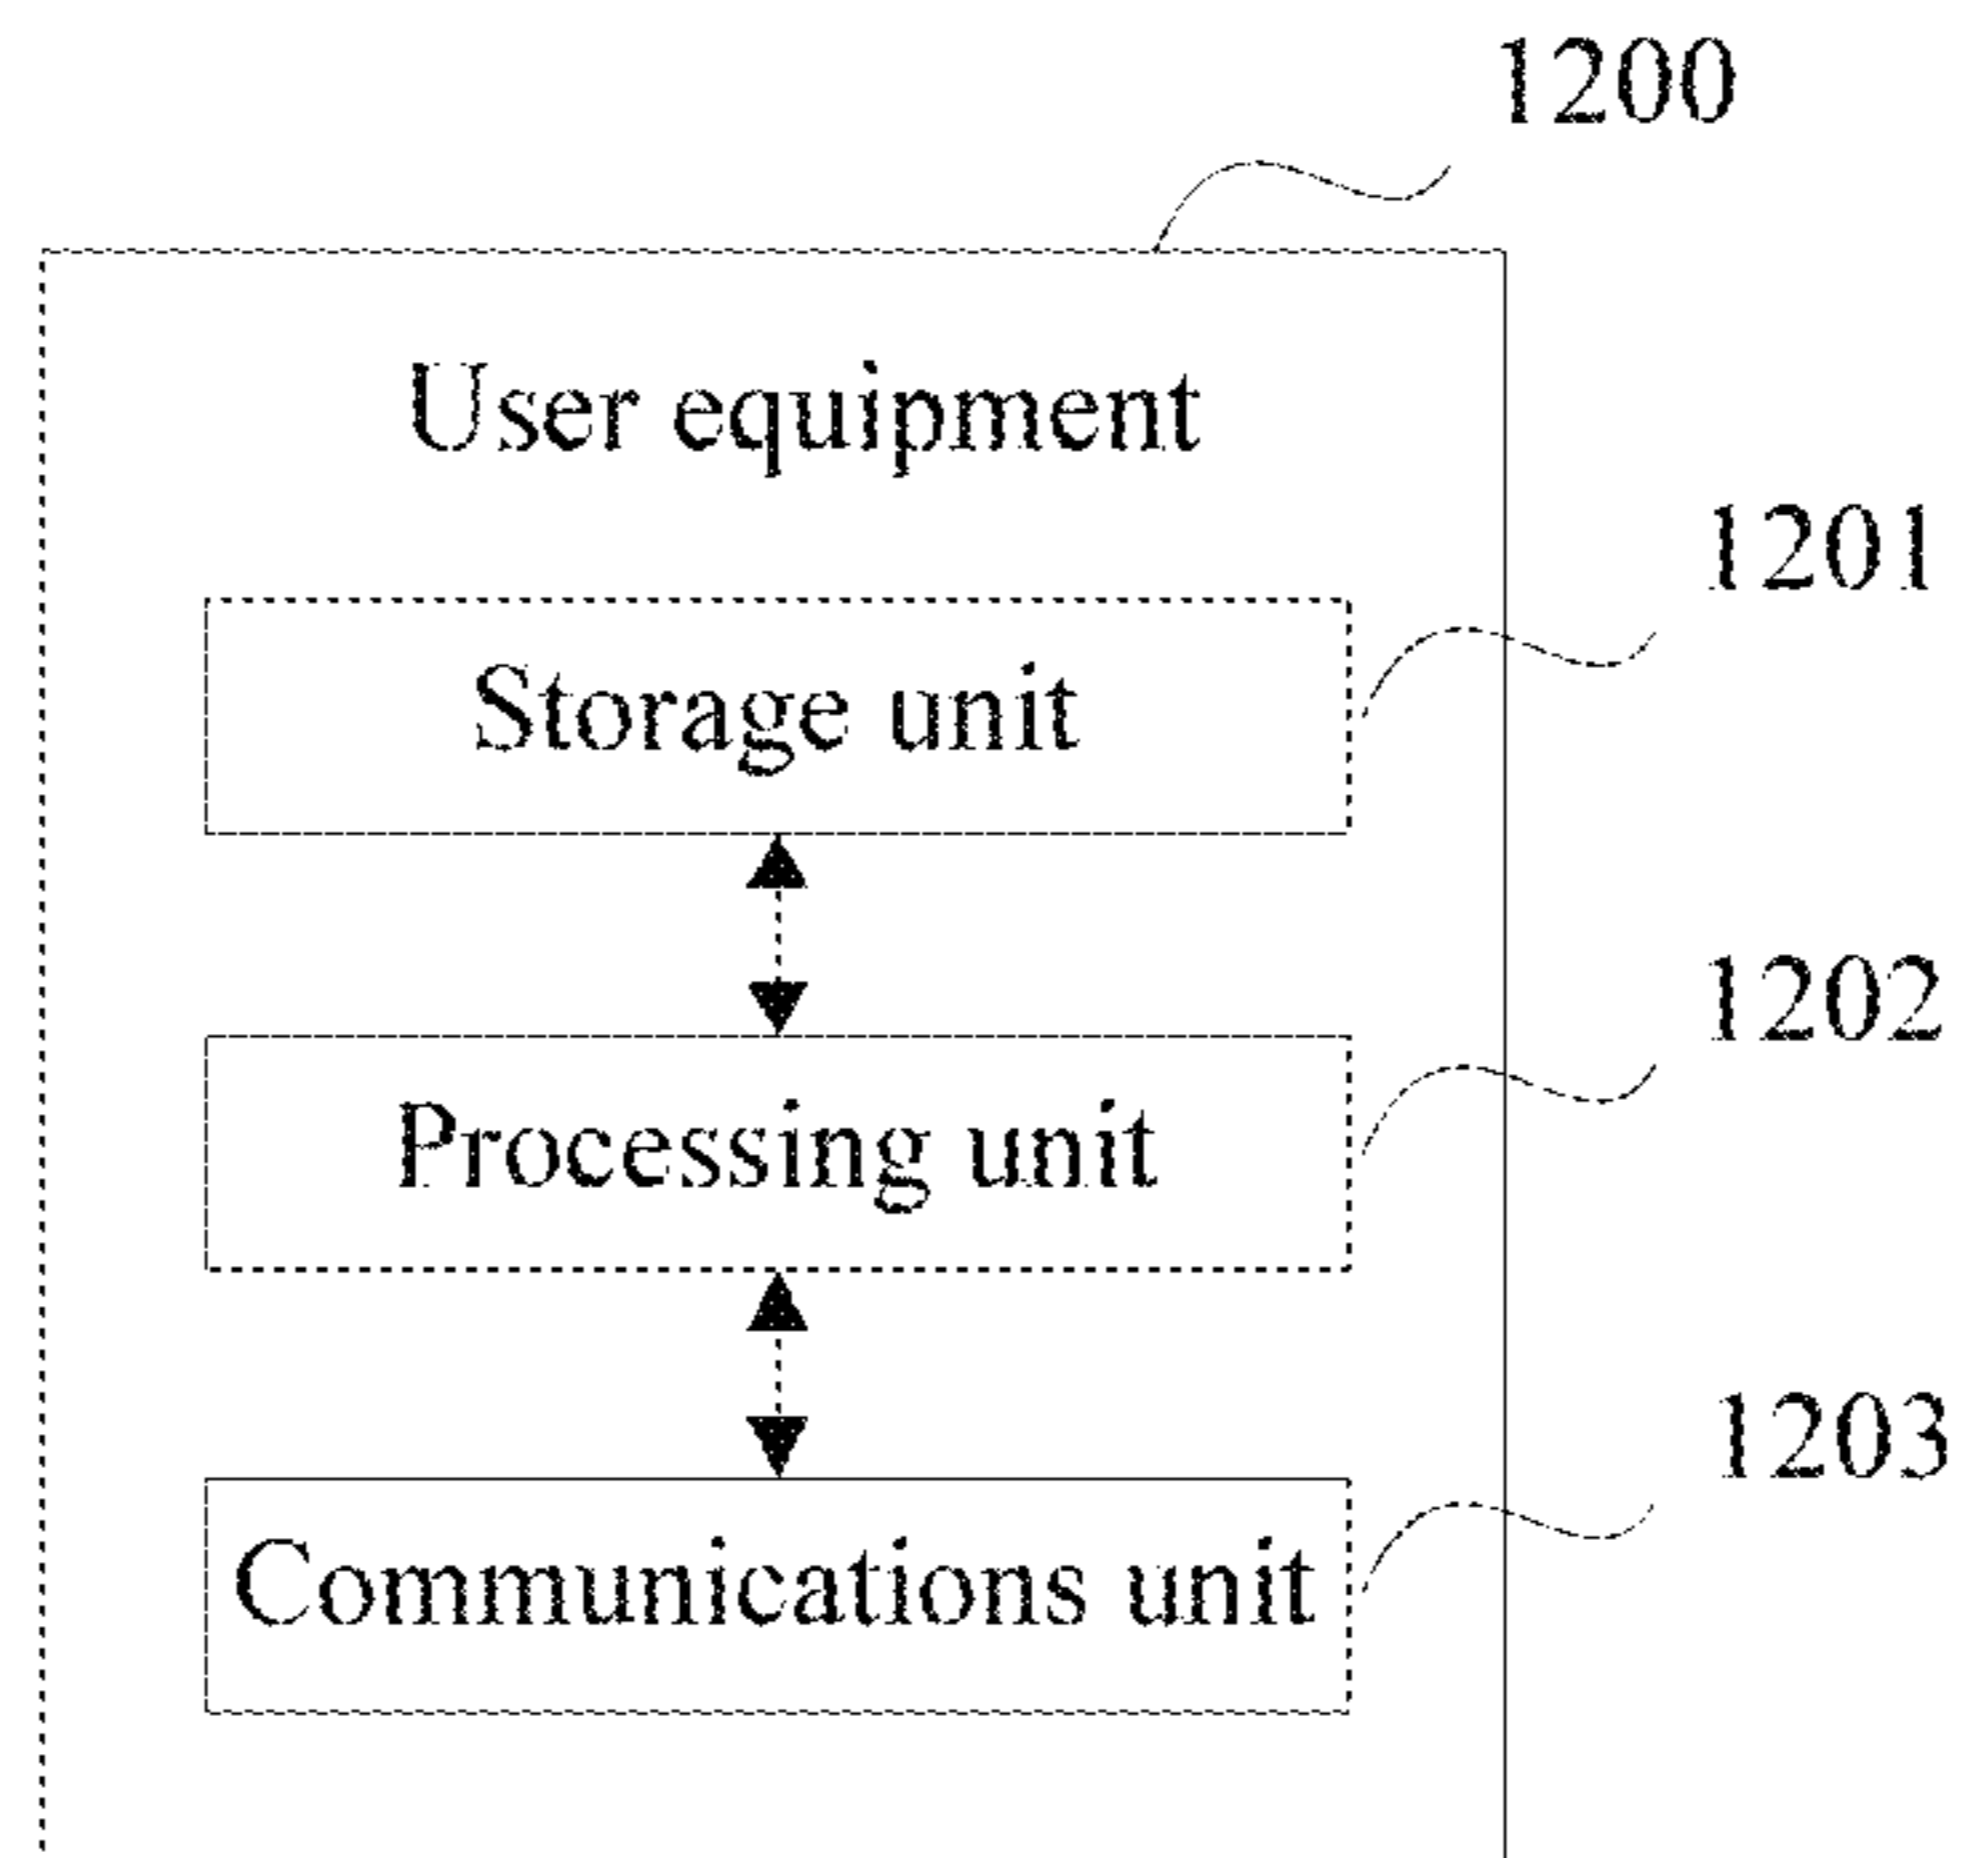 1200
User equipment
1201
Storage unit
1202
Processing unit
1203
Communications unit